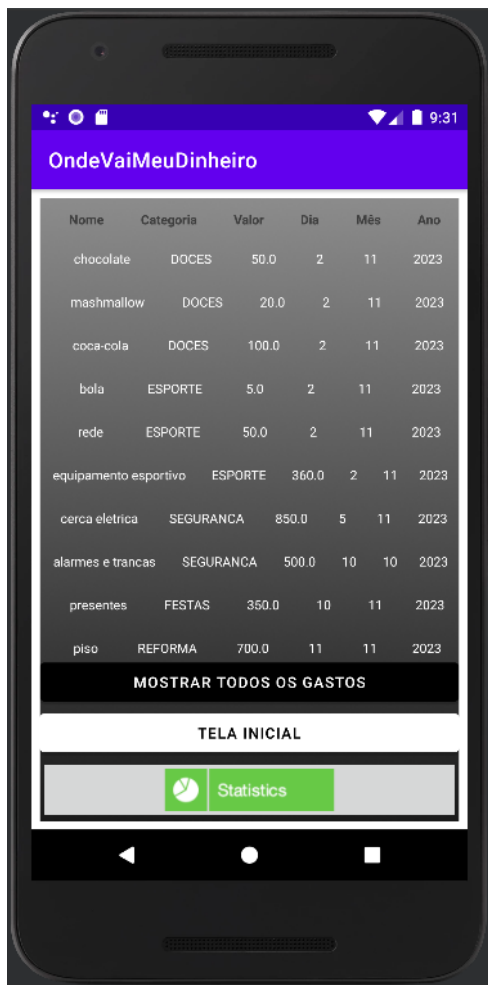 9:31
OndeVaiMeuDinheiro
Nome Categoria Valor Dia Mês Ano
chocolate DOCES 50.0 2 11 2023
mashmallow DOCES 20.0 2 11 2023
coca-cola DOCES 100.0 2 11 2023
bola ESPORTE 5.0 2 11 2023
rede ESPORTE 50.0 2 11 2023
equipamento esportivo ESPORTE 360.0 2 11 2023
cerca eletrica SEGURANCA 850.0 5 11 2023
alarmes e trancas SEGURANCA 500.0 10 10 2023
presentes FESTAS 350.0 10 11 2023
piso REFORMA 700.0 11 11 2023
MOSTRAR TODOS OS GASTOS
TELA INICIAL
Statistics